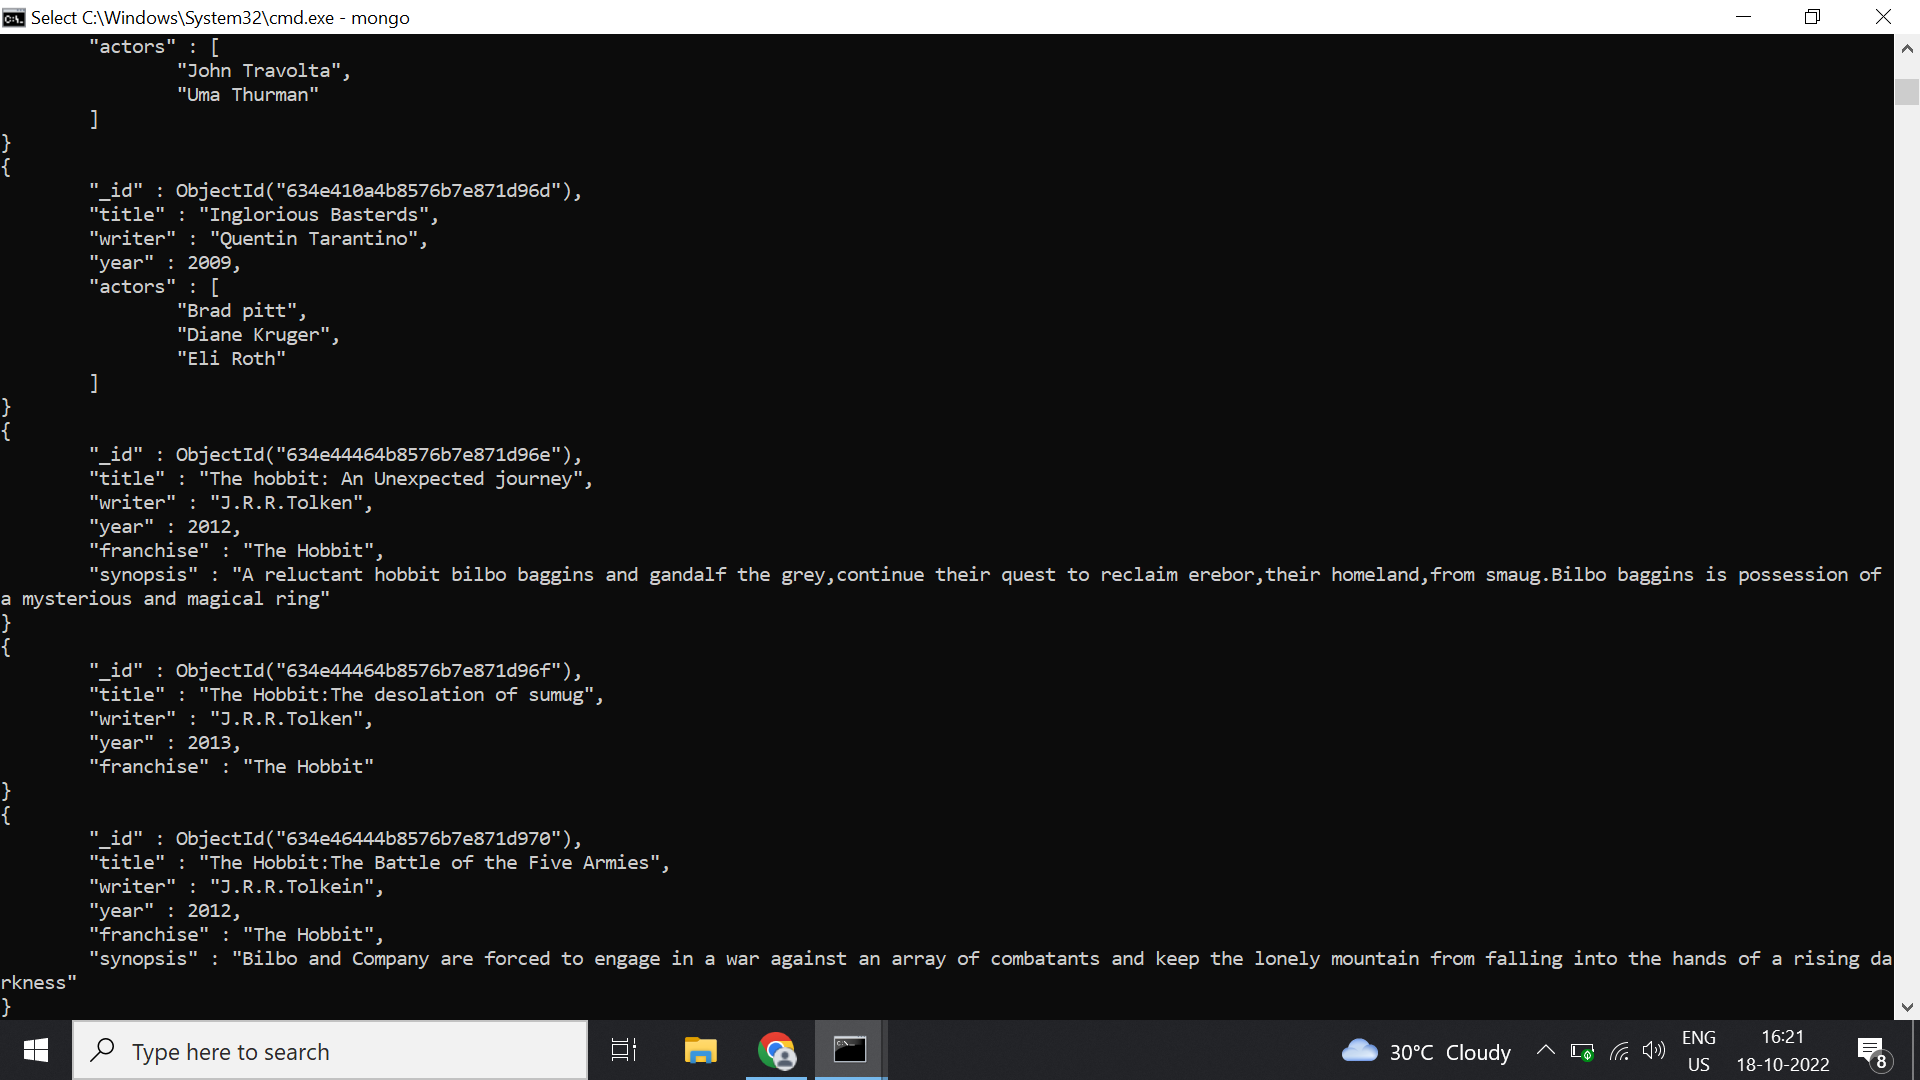 Select C:\Windows\System32\cmd.exe - mongo
"actors" : [
"John Travolta",
"Uma Thurman"
]
}
{
"_id" : ObjectId("634e410a4b8576b7e871d96d"),
"title" : "Inglorious Basterds",
"writer" : "Quentin Tarantino",
"year" : 2009,
"actors" : [
"Brad pitt",
"Diane Kruger",
"Eli Roth"
]
}
{
"_id" : ObjectId("634e44464b8576b7e871d96e"),
"title" : "The hobbit: An Unexpected journey",
"writer" : "J.R.R.Tolken",
"year" : 2012,
"franchise" : "The Hobbit",
"synopsis" : "A reluctant hobbit bilbo baggins and gandalf the grey,continue their quest to reclaim erebor,their homeland,from smaug.Bilbo baggins is possession of
a mysterious and magical ring"
}
{
"_id" : ObjectId("634e44464b8576b7e871d96f"),
"title" : "The Hobbit:The desolation of sumug",
"writer" : "J.R.R.Tolken",
"year" : 2013,
"franchise" : "The Hobbit"
}
{
"_id" : ObjectId("634e46444b8576b7e871d970"),
"title" : "The Hobbit:The Battle of the Five Armies",
"writer" : "J.R.R.Tolkein",
"year" : 2012,
"franchise" : "The Hobbit",
"synopsis" : "Bilbo and Company are forced to engage in a war against an array of combatants and keep the lonely mountain from falling into the hands of a rising da
rkness"
}
Type here to search
30°C Cloudy
ENG
US
16:21
18-10-2022
8